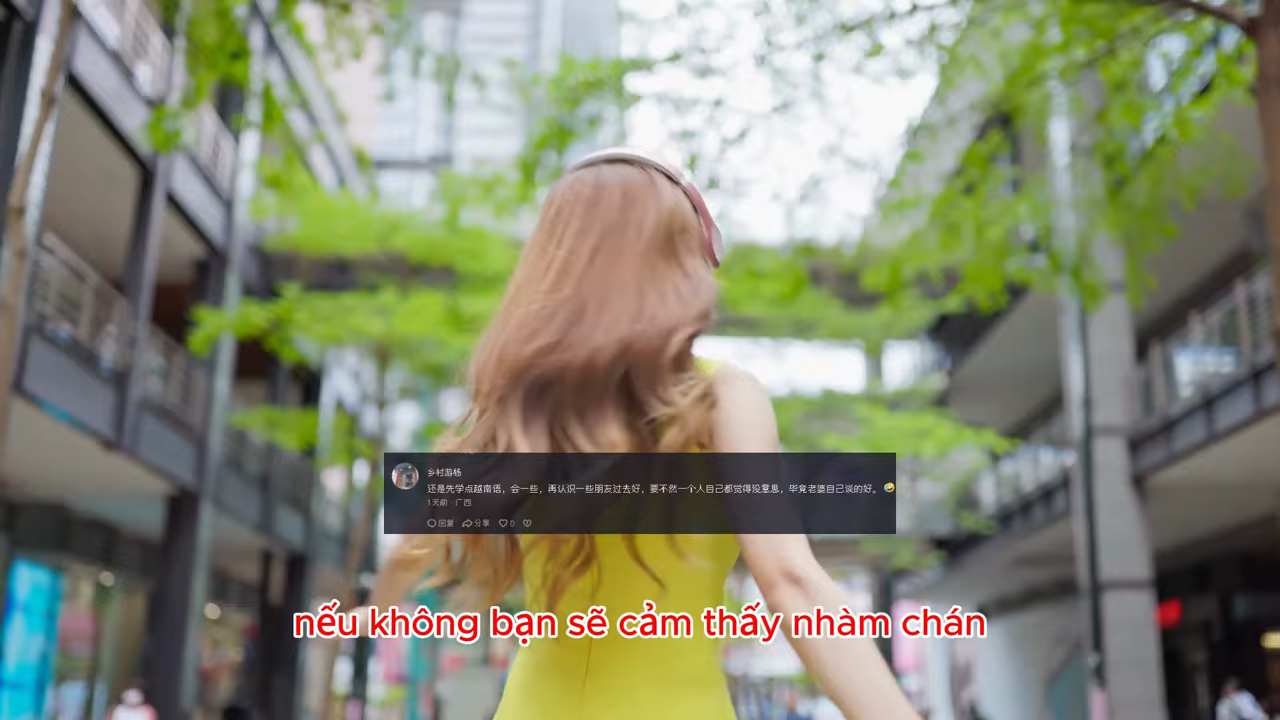 乡村游杨
还是先学点越南语，会一些，再认识一些朋友过去好，要不然一个人自己都觉得没意思，毕竟老婆自己谈的好。🤣
1天前 · 广西
回复 分享 0
nếu không bạn sẽ cảm thấy nhàm chán